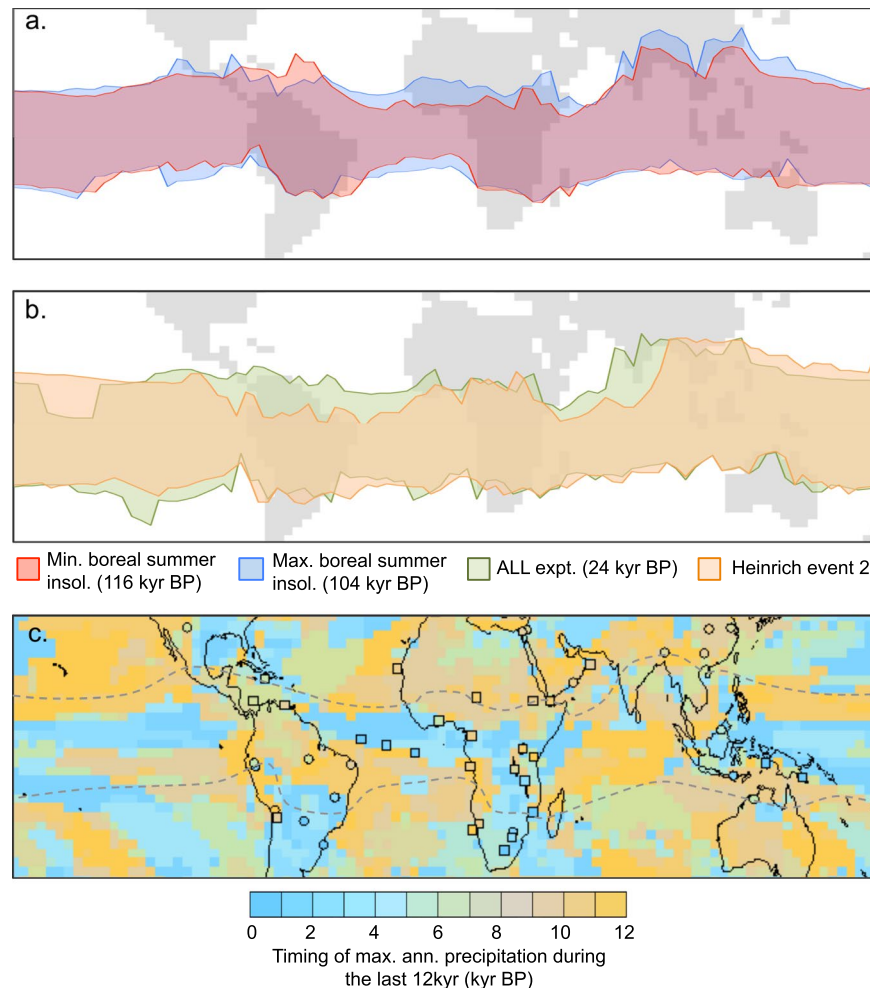 a.
b.
Min. boreal summer
insol. (116 kyr BP)
Max. boreal summer
insol. (104 kyr BP)
ALL expt. (24 kyr BP)
Heinrich event 2
c.
0 2 4 6 8 10 12
Timing of max. ann. precipitation during
the last 12kyr (kyr BP)